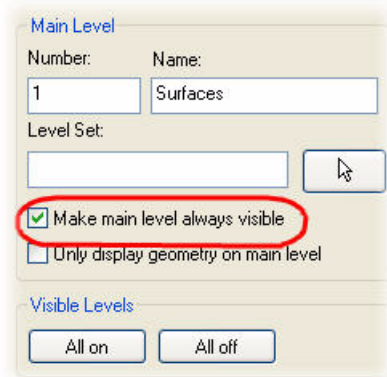 Main Level
Number: Name:
1 Surfaces
Level Set:
Make main level always visible
Only display geometry on main level
Visible Levels
All on All off